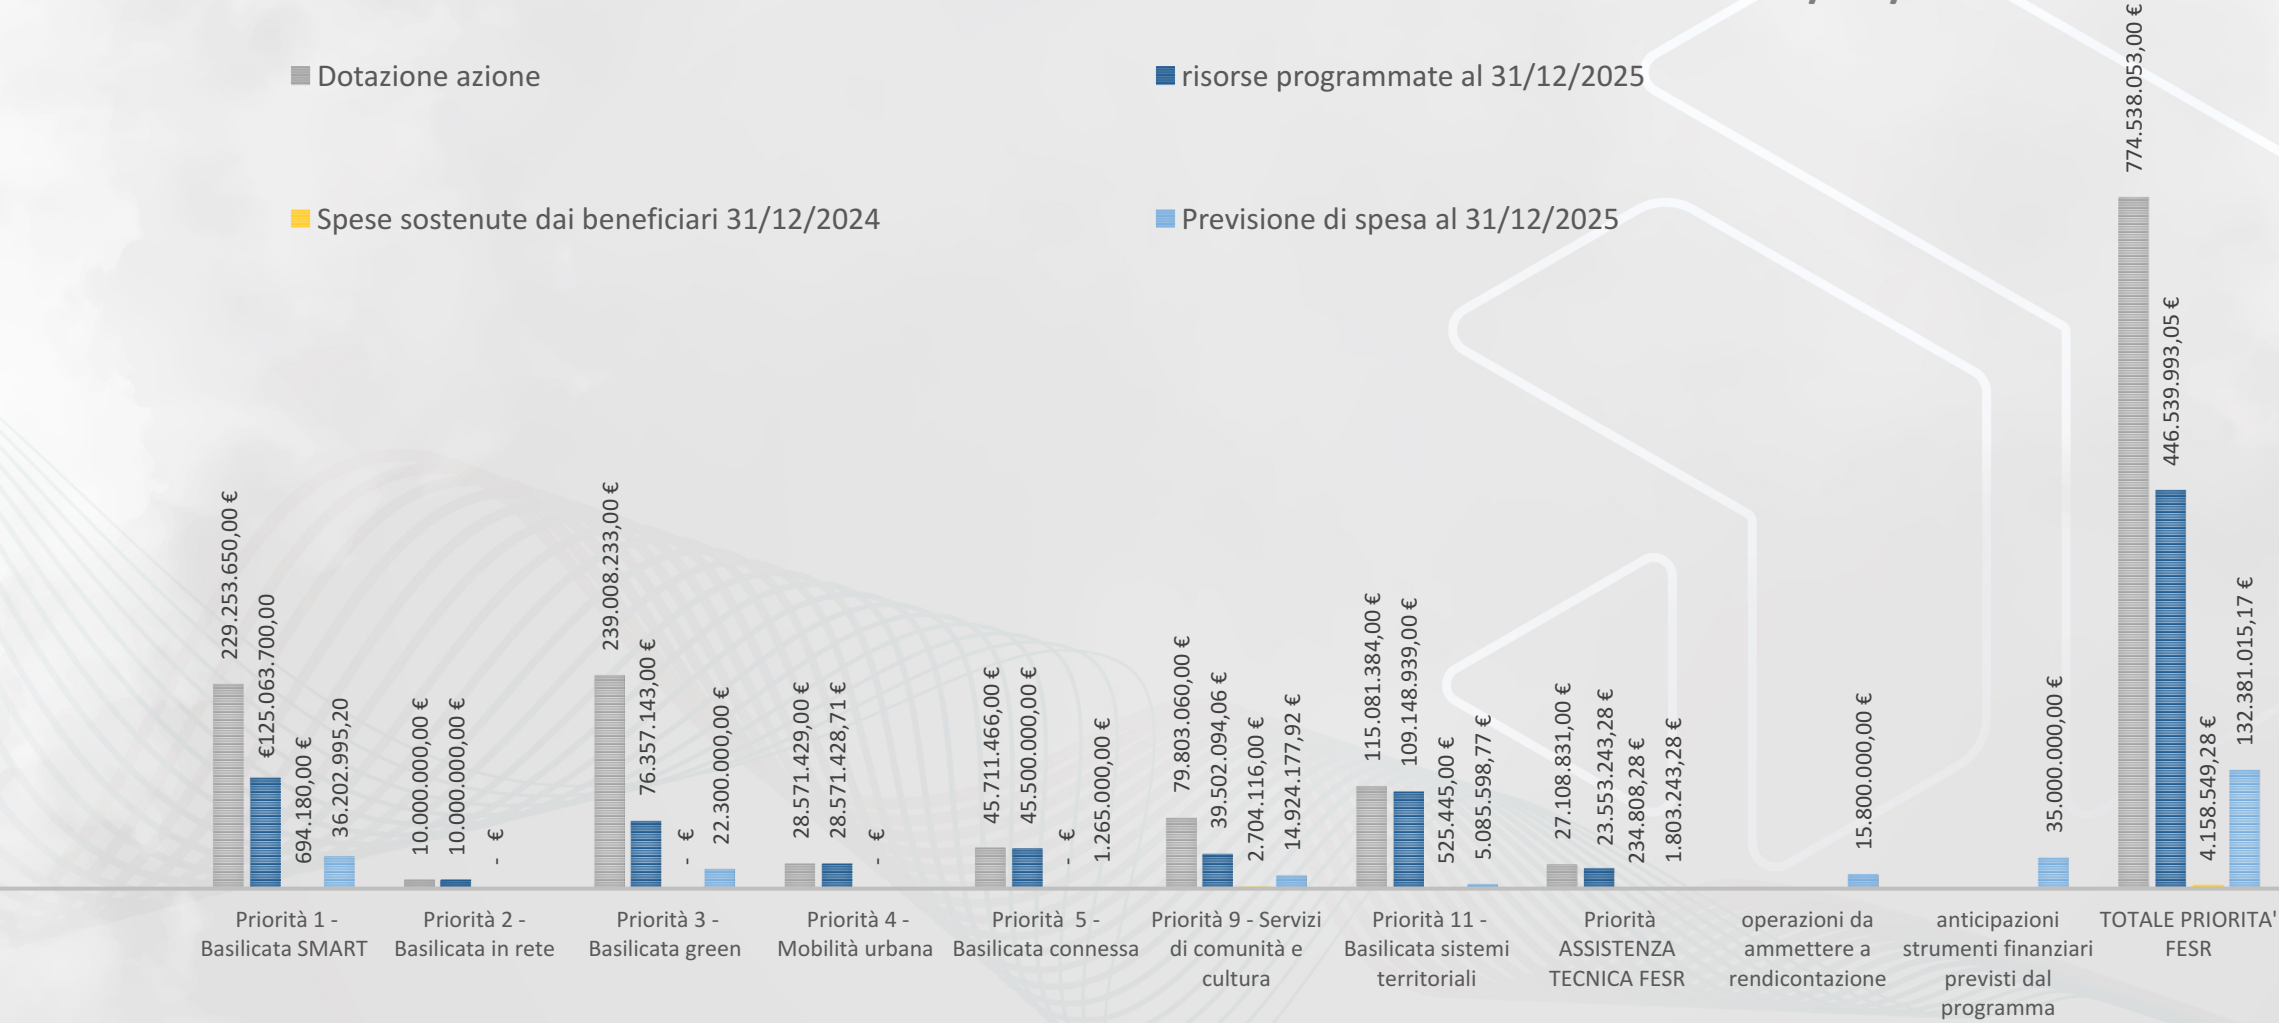 Dotazione azione
risorse programmate al 31/12/2025
Spese sostenute dai beneficiari 31/12/2024
Previsione di spesa al 31/12/2025
229.253.650,00 €
€125.063.700,00
694.180,00 €
36.202.995,20
10.000.000,00 €
10.000.000,00 €
- €
239.008.233,00 €
76.357.143,00 €
- €
22.300.000,00 €
28.571.429,00 €
28.571.428,71 €
- €
45.711.466,00 €
45.500.000,00 €
- €
1.265.000,00 €
79.803.060,00 €
39.502.094,06 €
2.704.116,00 €
14.924.177,92 €
115.081.384,00 €
109.148.939,00 €
525.445,00 €
5.085.598,77 €
27.108.831,00 €
23.553.243,28 €
234.808,28 €
1.803.243,28 €
15.800.000,00 €
35.000.000,00 €
774.538.053,00 €
446.539.993,05 €
4.158.549,28 €
132.381.015,17 €
Priorità 1 -
Basilicata SMART
Priorità 2 -
Basilicata in rete
Priorità 3 -
Basilicata green
Priorità 4 -
Mobilità urbana
Priorità 5 -
Basilicata connessa
Priorità 9 - Servizi
di comunità e
cultura
Priorità 11 -
Basilicata sistemi
territoriali
Priorità
ASSISTENZA
TECNICA FESR
operazioni da
ammettere a
rendicontazione
anticipazioni
strumenti finanziari
previsti dal
programma
TOTALE PRIORITA'
FESR